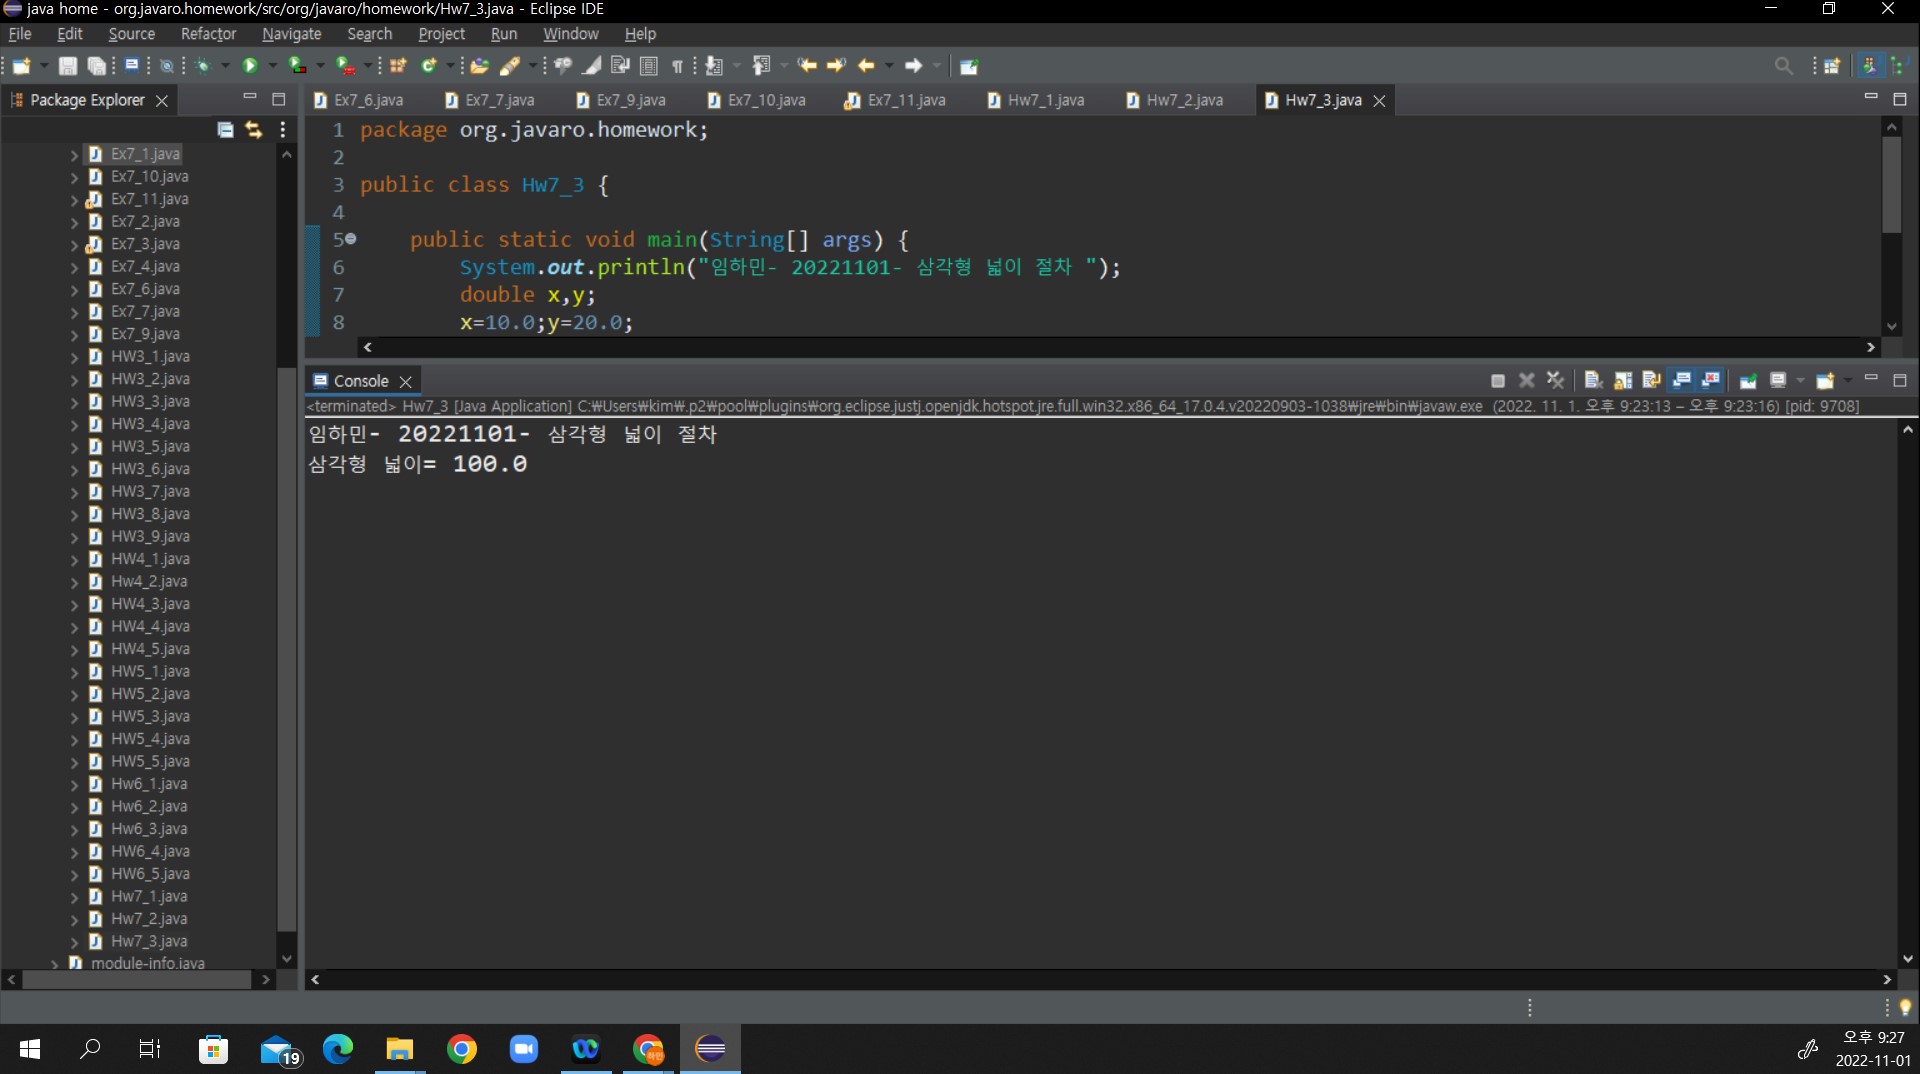 java home - org.javaro.homework/src/org/javaro/homework/Hw7_3.java - Eclipse IDE
File Edit Source Refactor Navigate Search Project Run Window Help
Package Explorer
Ex7_1.java
Ex7_10.java
Ex7_11.java
Ex7_2.java
Ex7_3.java
Ex7_4.java
Ex7_6.java
Ex7_7.java
Ex7_9.java
HW3_1.java
HW3_2.java
HW3_3.java
HW3_4.java
HW3_5.java
HW3_6.java
HW3_7.java
HW3_8.java
HW3_9.java
HW4_1.java
Hw4_2.java
HW4_3.java
HW4_4.java
HW4_5.java
HW5_1.java
HW5_2.java
HW5_3.java
HW5_4.java
HW5_5.java
Hw6_1.java
Hw6_2.java
Hw6_3.java
HW6_4.java
HW6_5.java
Hw7_1.java
Hw7_2.java
Hw7_3.java
module-info.java
Ex7_6.java Ex7_7.java Ex7_9.java Ex7_10.java Ex7_11.java Hw7_1.java Hw7_2.java Hw7_3.java
1 package org.javaro.homework;
2
3 public class Hw7_3 {
4
5 public static void main(String[] args) {
6 System.out.println("임하민- 20221101- 삼각형 넓이 절차 ");
7 double x,y;
8 x=10.0;y=20.0;
Console
<terminated> Hw7_3 [Java Application] C:₩Users₩kim₩.p2₩pool₩plugins₩org.eclipse.justj.openjdk.hotspot.jre.full.win32.x86_64_17.0.4.v20220903-1038₩jre₩bin₩javaw.exe (2022. 11. 1. 오후 9:23:13 – 오후 9:23:16) [pid: 9708]
임하민- 20221101- 삼각형 넓이 절차
삼각형 넓이= 100.0
19
하민
오후 9:27
2022-11-01